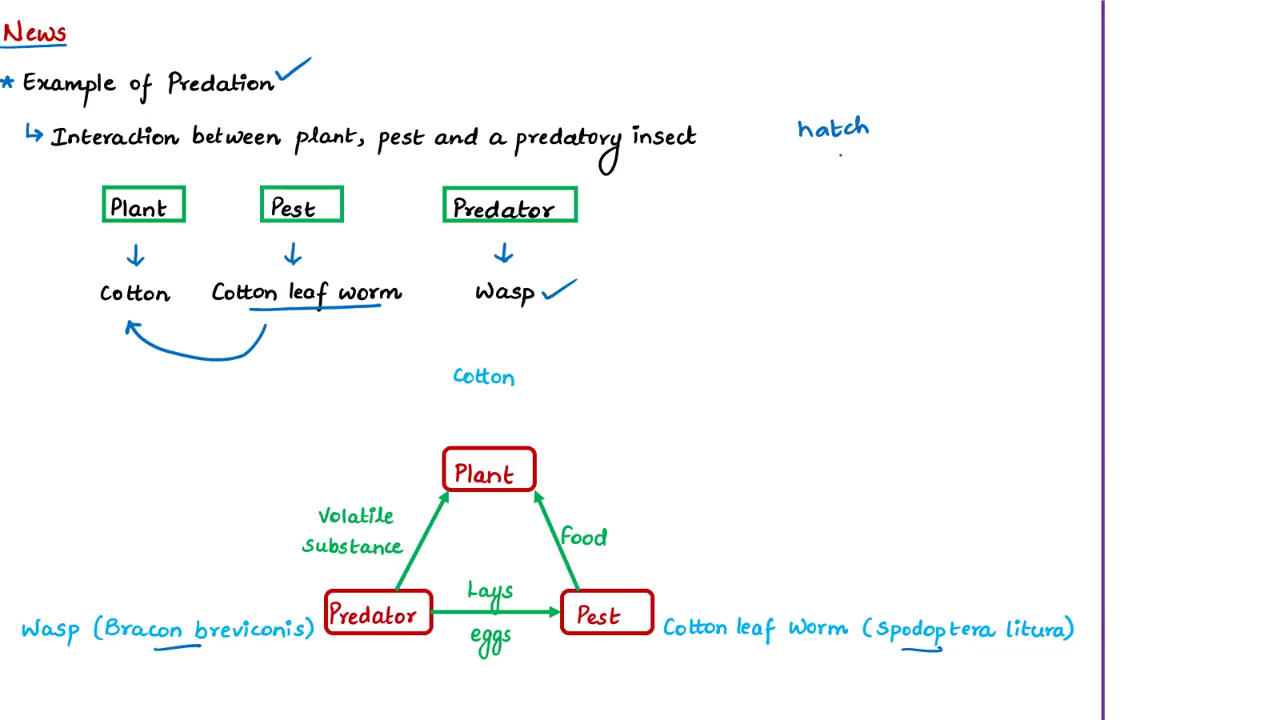 News
* Example of Predation
↳ Interaction between plant, pest and a predatory insect
hatch
Plant Pest Predator
Cotton Cotton leaf worm Wasp
Cotton
Plant
Volatile
Substance
Food
Lays
eggs
Predator
Pest
Wasp (Bracon breviconis)
Cotton leaf worm (Spodoptera litura)